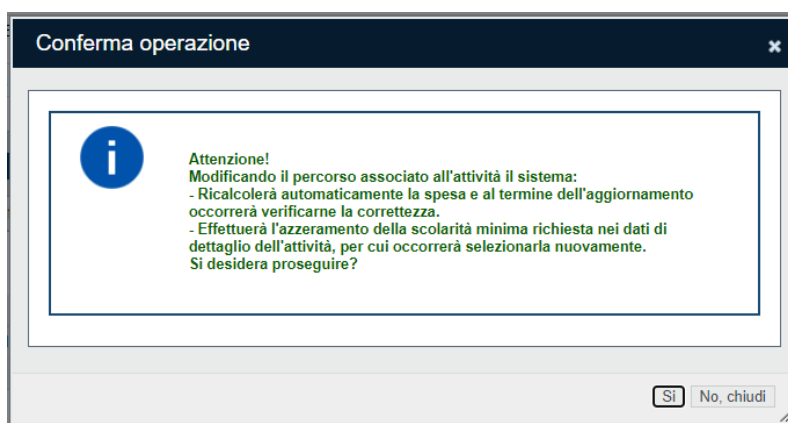 Conferma operazione
Attenzione!
Modificando il percorso associato all'attività il sistema:
- Ricalcolerà automaticamente la spesa e al termine dell'aggiornamento
occorrerà verificarne la correttezza.
- Effettuerà l'azzeramento della scolarità minima richiesta nei dati di
dettaglio dell'attività, per cui occorrerà selezionarla nuovamente.
Si desidera proseguire?
Si No, chiudi